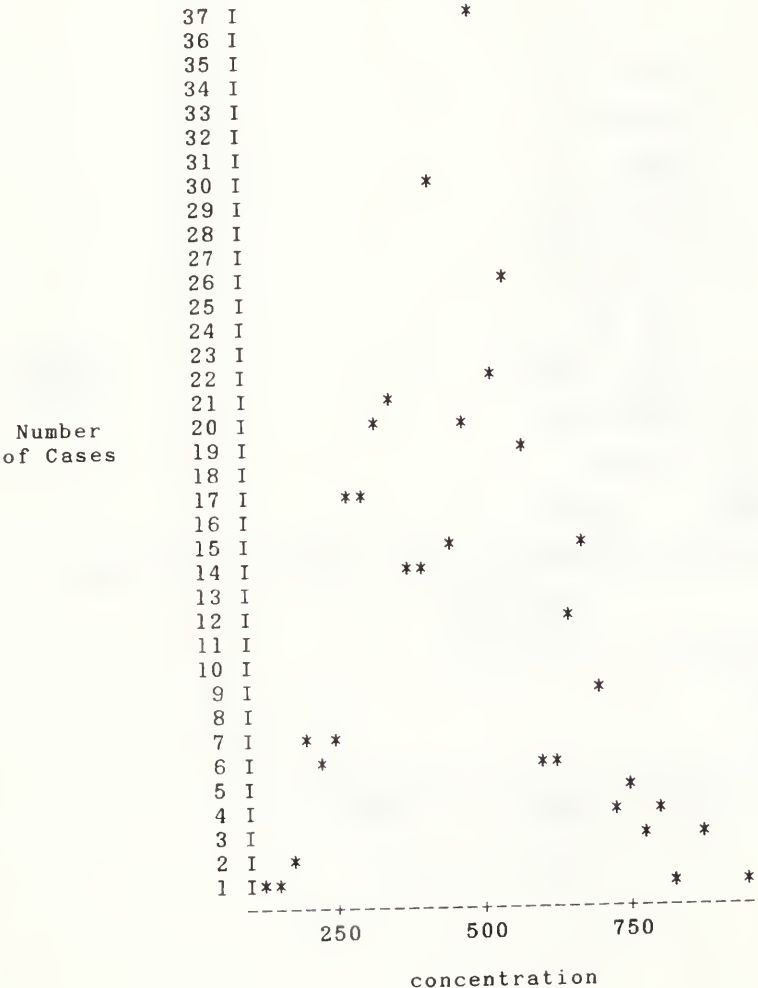 37 I *
36 I
35 I
34 I
33 I
32 I
31 I
30 I *
29 I
28 I
27 I
26 I *
25 I
24 I
23 I
22 I *
21 I *
Number 20 I * *
of Cases 19 I *
18 I
17 I **
16 I
15 I * *
14 I **
13 I
12 I *
11 I
10 I
9 I *
8 I
7 I * *
6 I * **
5 I *
4 I * *
3 I * *
2 I *
1 I** * *
------+---------+---------+--------
250 500 750
concentration